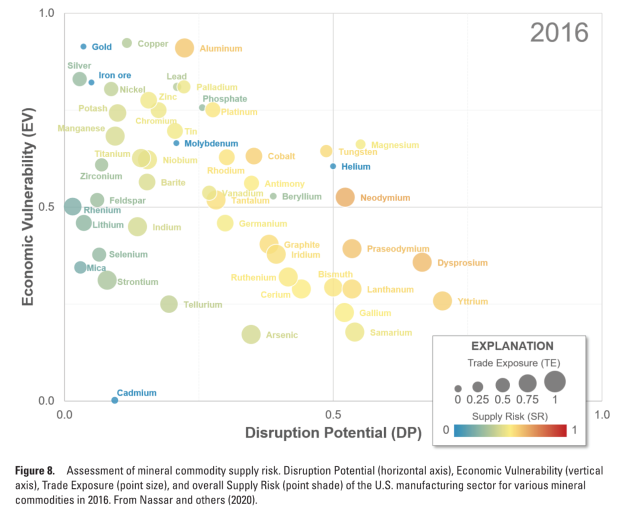 1.0
2016
Gold
Copper
Aluminum
Silver
Iron ore
Lead
Palladium
Nickel
Zinc
Phosphate
Potash
Chromium
Platinum
Manganese
Tin
Molybdenum
Magnesium
Titanium
Niobium
Cobalt
Tungsten
Zirconium
Rhodium
Helium
Barite
Antimony
Feldspar
Vanadium
Tantalum
Beryllium
Neodymium
0.5
Rhenium
Lithium
Indium
Germanium
Graphite
Iridium
Praseodymium
Selenium
Dysprosium
Mica
Strontium
Ruthenium
Bismuth
Cerium
Lanthanum
Yttrium
Tellurium
Gallium
Arsenic
Samarium
Cadmium
0.0
0.0
0.5
1.0
Economic Vulnerability (EV)
Disruption Potential (DP)
EXPLANATION
Trade Exposure (TE)
0 0.25 0.5 0.75 1
Supply Risk (SR)
0 1
Figure 8. Assessment of mineral commodity supply risk. Disruption Potential (horizontal axis), Economic Vulnerability (vertical
axis), Trade Exposure (point size), and overall Supply Risk (point shade) of the U.S. manufacturing sector for various mineral
commodities in 2016. From Nassar and others (2020).